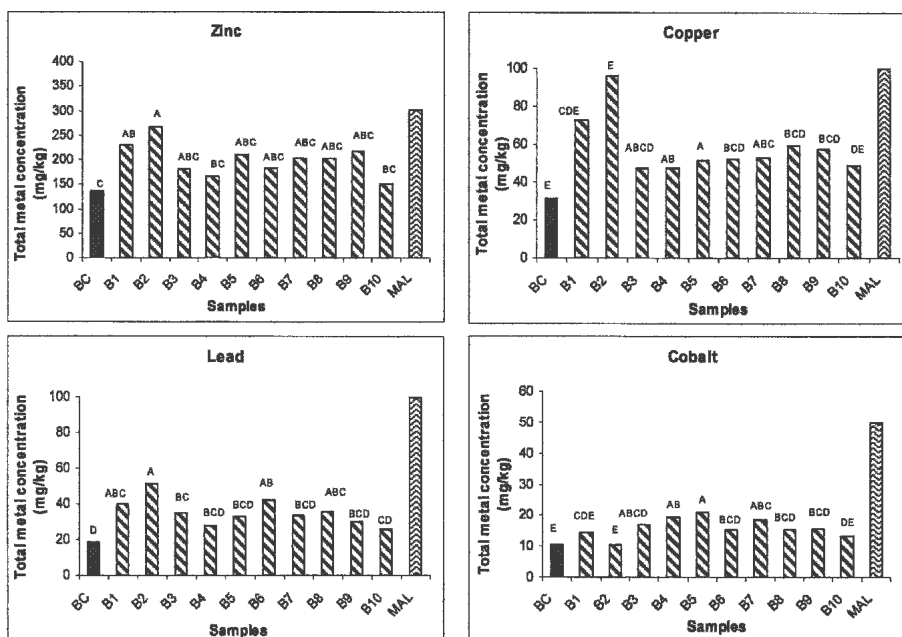 Zinc
Total metal concentration
(mg/kg)
400
350
300
250
200
150
100
50
0
C
AB
A
ABC
BC
ABC
ABC
ABC
ABC
ABC
BC
BC
B1
B2
B3
B4
B5
B6
B7
B8
B9
B10
MAL
Samples
Copper
Total metal concentration
(mg/kg)
100
80
60
40
20
0
E
CDE
E
ABCD
AB
A
BCD
ABC
BCD
BCD
DE
BC
B1
B2
B3
B4
B5
B6
B7
B8
B9
B10
MAL
Samples
Lead
Total metal concentration
(mg/kg)
100
80
60
40
20
0
D
ABC
A
BC
BCD
BCD
AB
BCD
ABC
BCD
CD
BC
B1
B2
B3
B4
B5
B6
B7
B8
B9
B10
MAL
Samples
Cobalt
Total metal concentration
(mg/kg)
60
50
40
30
20
10
0
E
CDE
E
ABCD
AB
A
BCD
ABC
BCD
BCD
DE
BC
B1
B2
B3
B4
B5
B6
B7
B8
B9
B10
MAL
Samples